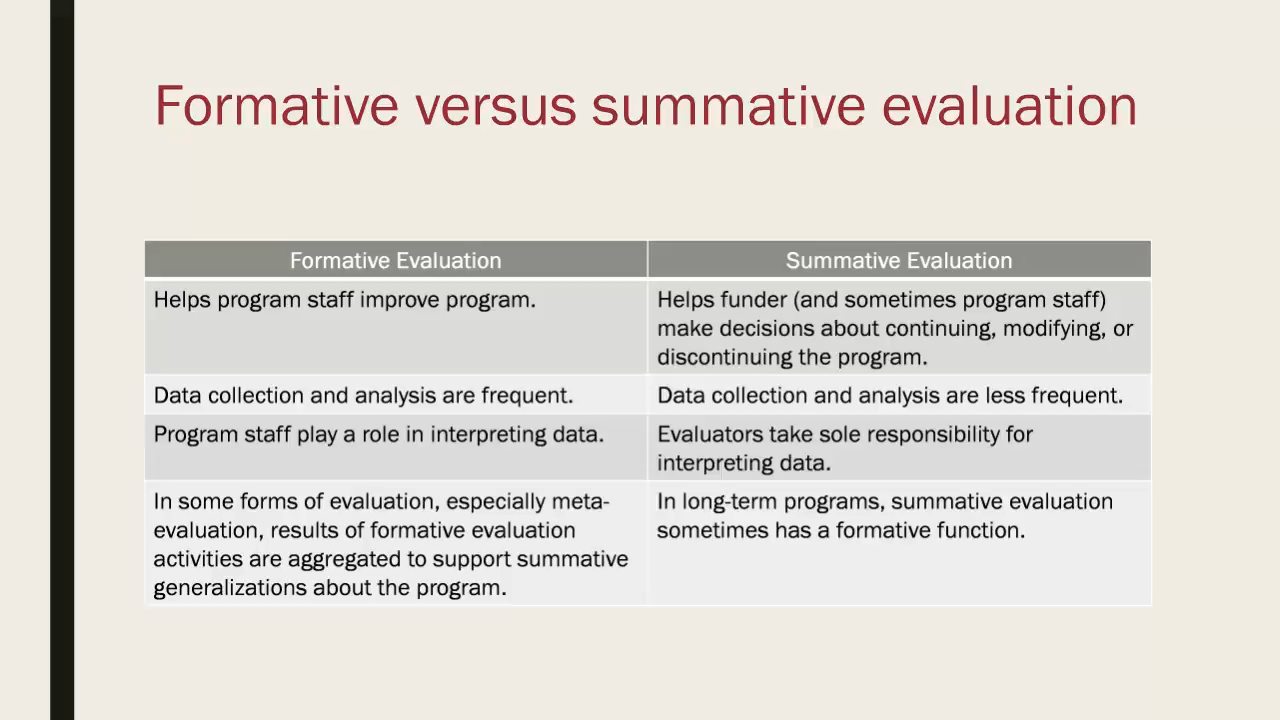 Formative versus summative evaluation
Formative Evaluation
Summative Evaluation
Helps program staff improve program.
Helps funder (and sometimes program staff)
make decisions about continuing, modifying, or
discontinuing the program.
Data collection and analysis are frequent.
Data collection and analysis are less frequent.
Program staff play a role in interpreting data.
Evaluators take sole responsibility for
interpreting data.
In some forms of evaluation, especially meta-
evaluation, results of formative evaluation
activities are aggregated to support summative
generalizations about the program.
In long-term programs, summative evaluation
sometimes has a formative function.